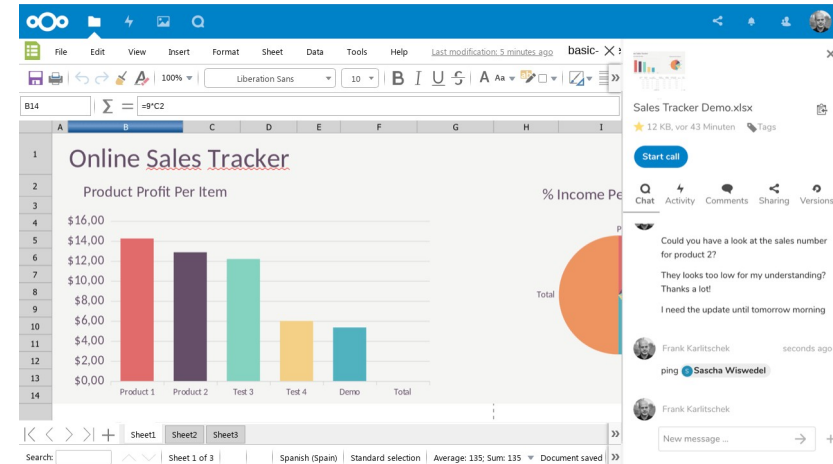 File Edit View Insert Format Sheet Data Tools Help Last modification: 5 minutes ago basic-
100% Liberation Sans 10 B I U S A Aa
B14 Σ = =9*C2
A B C D E F G H I
1 Online Sales Tracker
2 Product Profit Per Item % Income Pe
3
4 $16,00
5 $14,00
6 $12,00
7 $10,00
8 $8,00
9 $6,00
10 $4,00
11 $2,00
12 $0,00
13
14
Total
Product 1 Product 2 Test 3 Test 4 Demo Total
Sheet1 Sheet2 Sheet3
Search: Sheet 1 of 3 Spanish (Spain) Standard selection Average: 135; Sum: 135 Document saved
Sales Tracker Demo.xlsx
12 KB, vor 43 Minuten Tags
Start call
Chat Activity Comments Sharing Versions
Could you have a look at the sales number
for product 2?
They looks too low for my understanding?
Thanks a lot!
I need the update until tomorrow morning
Frank Karlitschek seconds ago
ping S Sascha Wiswedel
Frank Karlitschek
New message ...